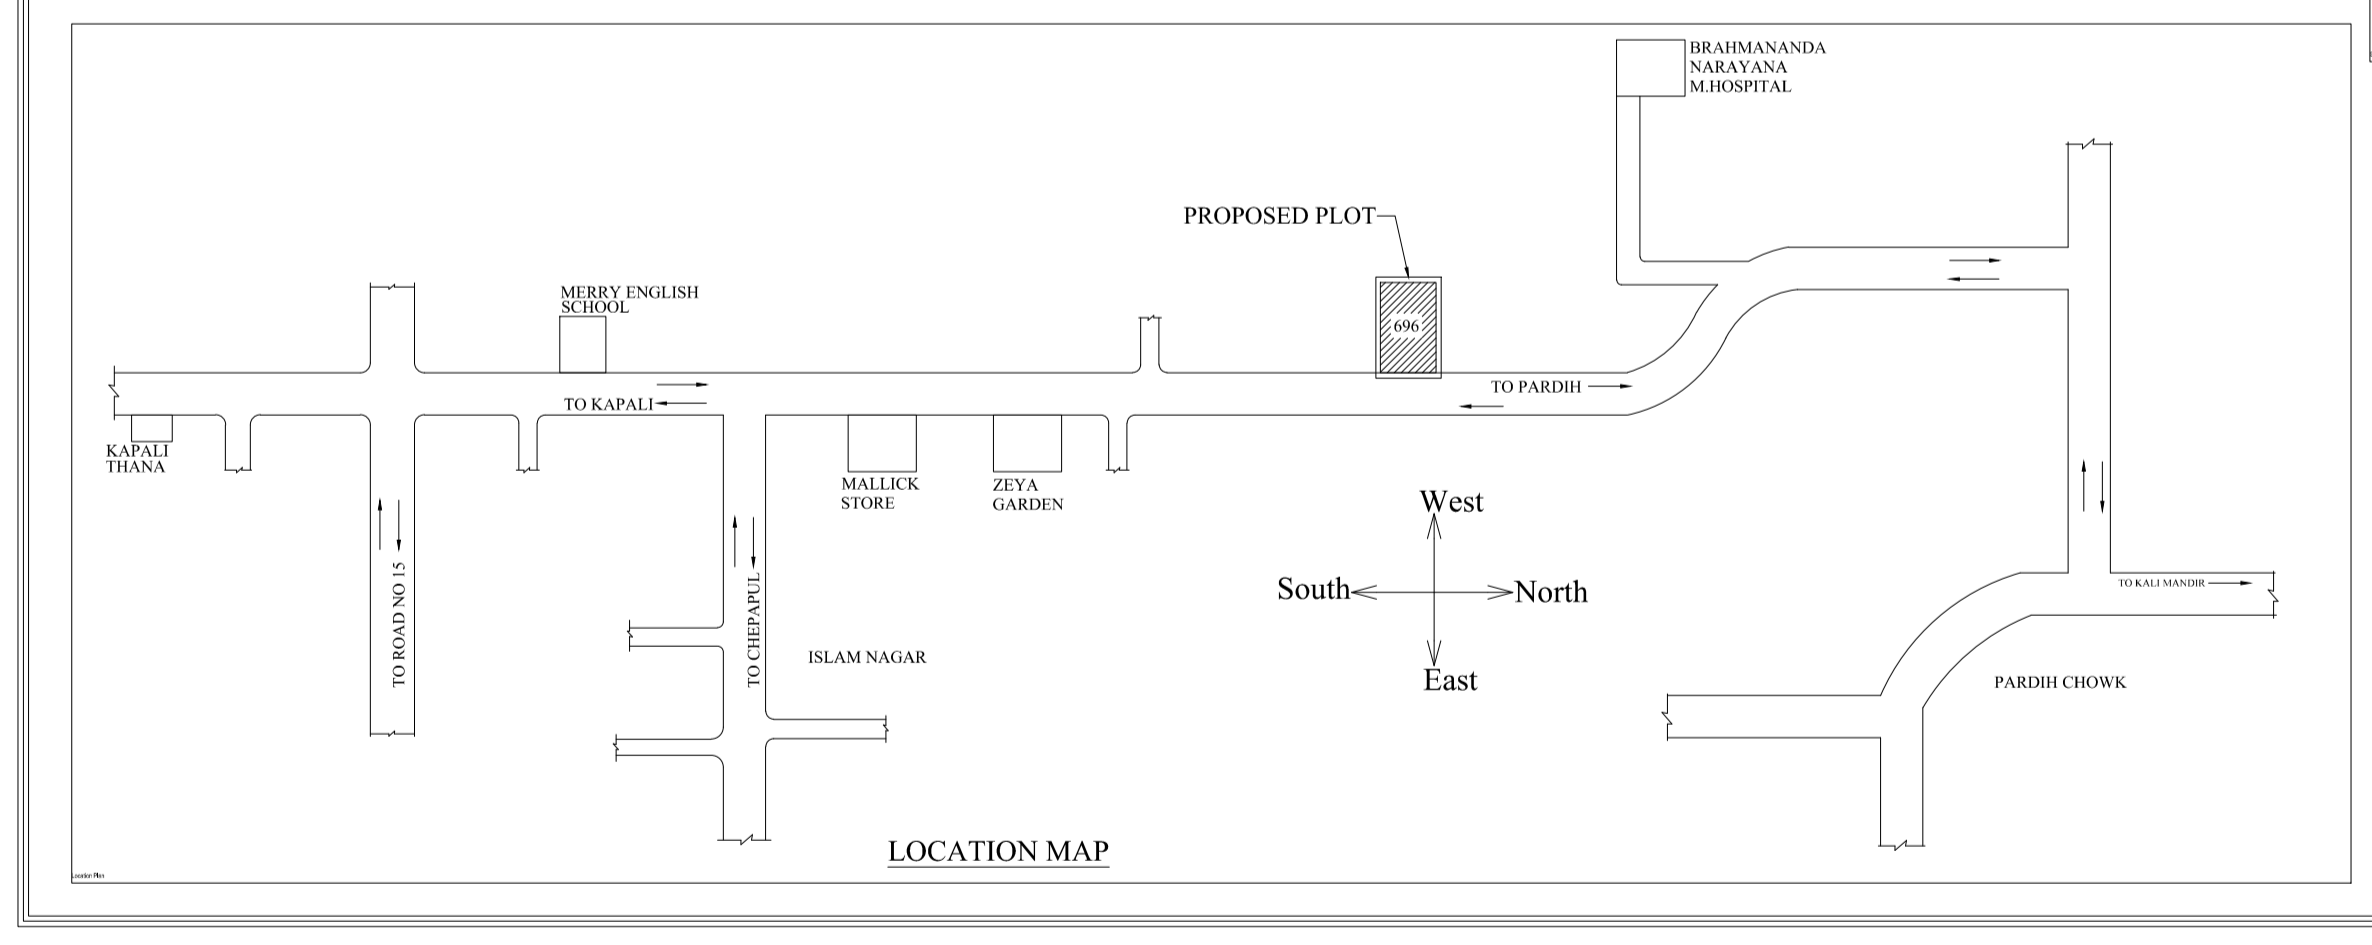 BRAHMANANDA
NARAYANA
M.HOSPITAL
PROPOSED PLOT
MERRY ENGLISH
SCHOOL
696
TO PARDIH
TO KAPALI
KAPALI
THANA
MALLICK
STORE
ZEYA
GARDEN
West
South
North
East
TO ROAD NO 15
TO CHEPAPUL
ISLAM NAGAR
TO KALI MANDIR
PARDIH CHOWK
LOCATION MAP
Location Plan